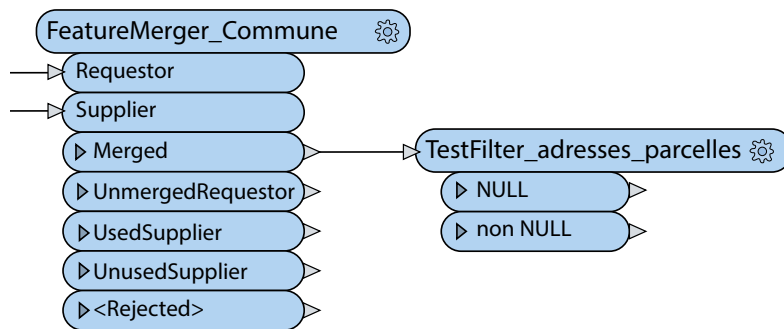 FeatureMerger_Commune
Requestor
Supplier
Merged
UnmergedRequestor
UsedSupplier
UnusedSupplier
<Rejected>
TestFilter_adresses_parcelles
NULL
non NULL